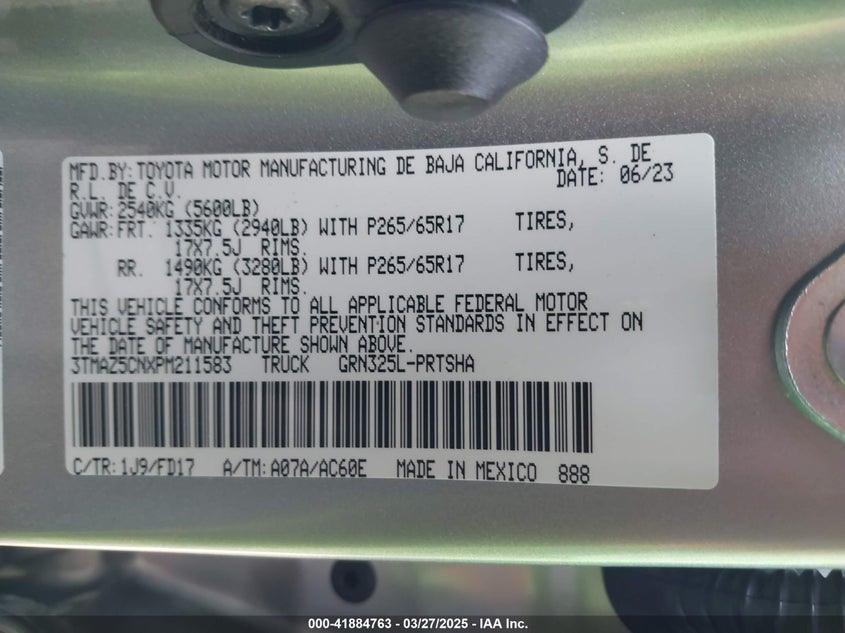 MFD.BY: TOYOTA MOTOR MANUFACTURING DE BAJA CALIFORNIA, S. DE
R.L. DE C.V. DATE: 06/23
GVWR: 2540KG (5600LB)
GAWR: FRT. 1335KG (2940LB) WITH P265/65R17 TIRES,
17X7.5J RIMS.
RR. 1490KG (3280LB) WITH P265/65R17 TIRES,
17X7.5J RIMS.
THIS VEHICLE CONFORMS TO ALL APPLICABLE FEDERAL MOTOR
VEHICLE SAFETY AND THEFT PREVENTION STANDARDS IN EFFECT ON
THE DATE OF MANUFACTURE SHOWN ABOVE.
3TMAZ5CNXPM211583 TRUCK GRN325L-PRTSHA
C/TR: 1J9/FD17 A/TM: A07A/AC60E MADE IN MEXICO 888
000-41884763 - 03/27/2025 - IAA Inc.